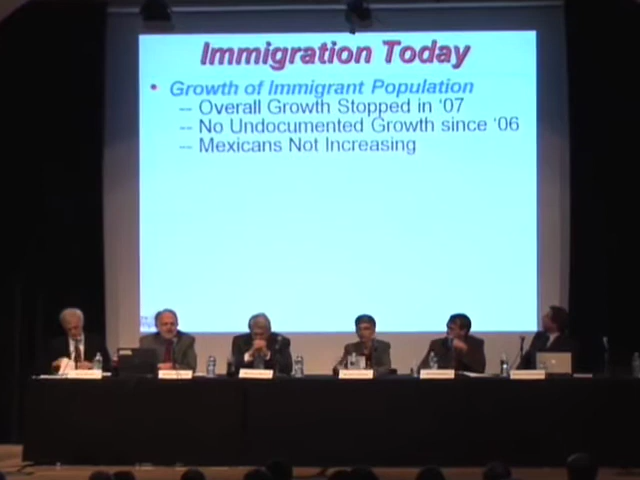 Immigration Today
• Growth of Immigrant Population
-- Overall Growth Stopped in '07
-- No Undocumented Growth since '06
-- Mexicans Not Increasing